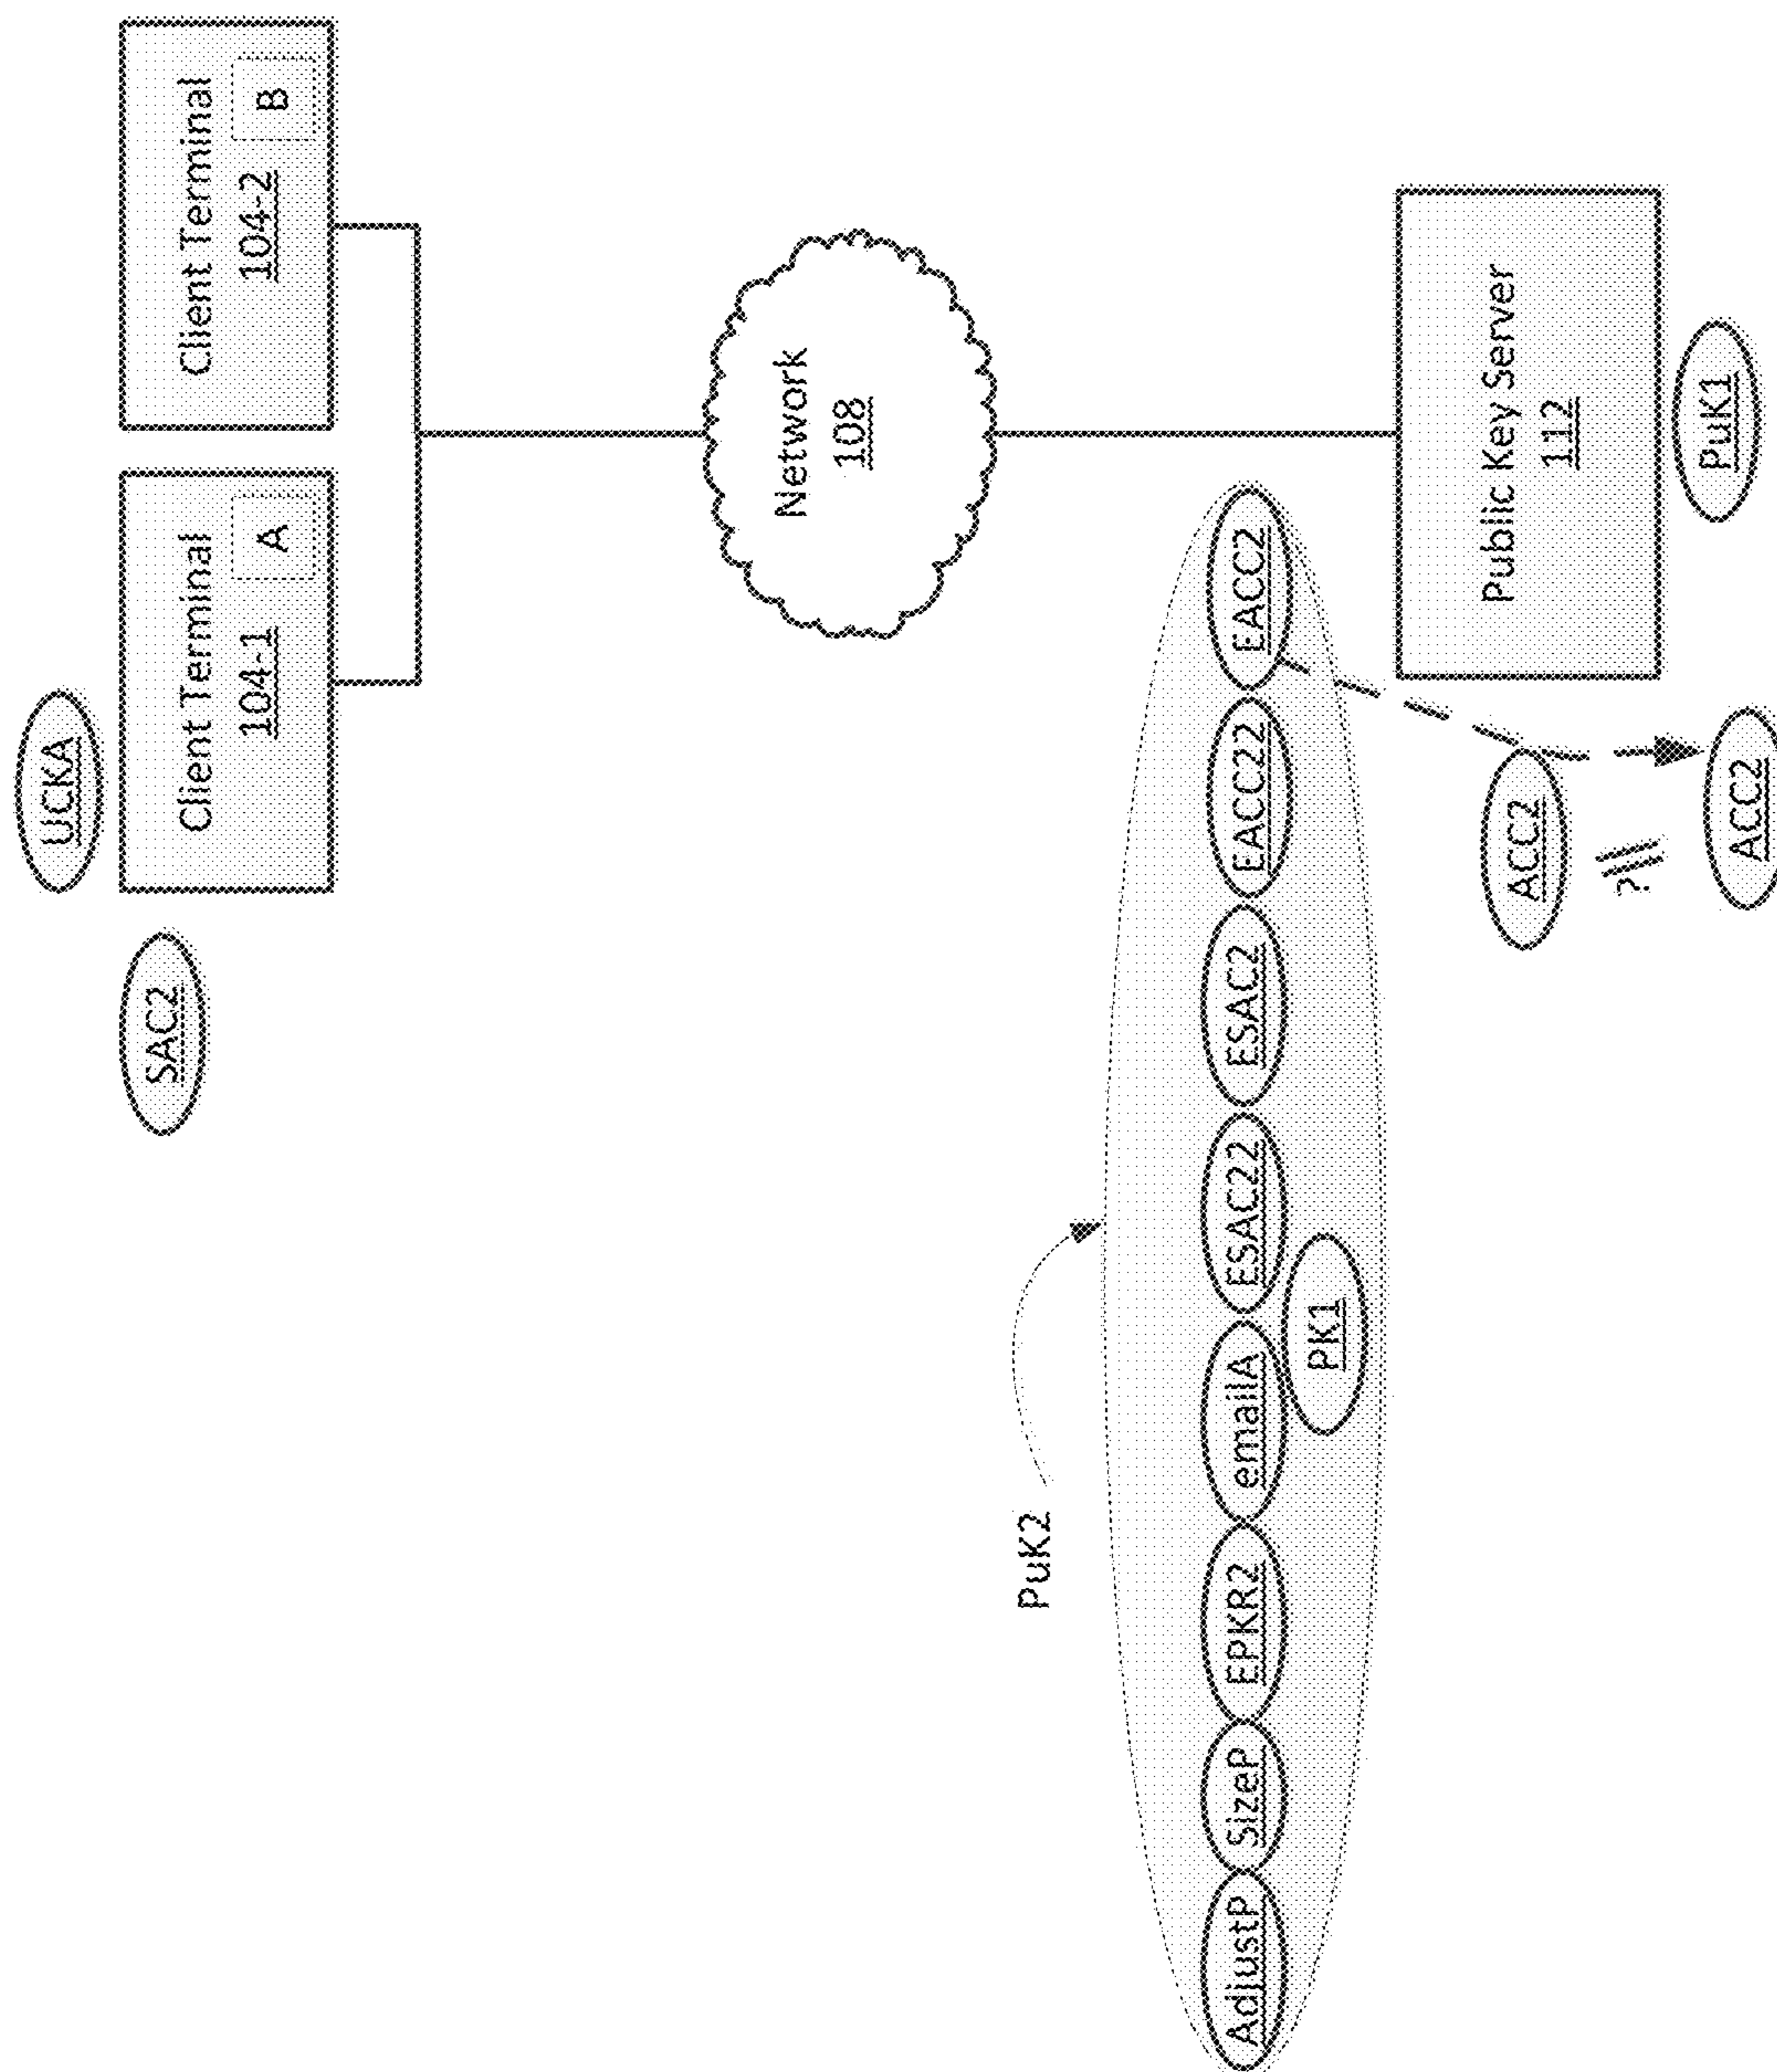 UCKA
SAC2
Client Terminal
104-1
A
Client Terminal
104-2
B
Network
108
PuK2
AdjustP SizeP EPKR2 emailA ESAC22 ESAC2 EACC22 EACC2
PK1
Public Key Server
112
ACC2
?=
ACC2
PuK1